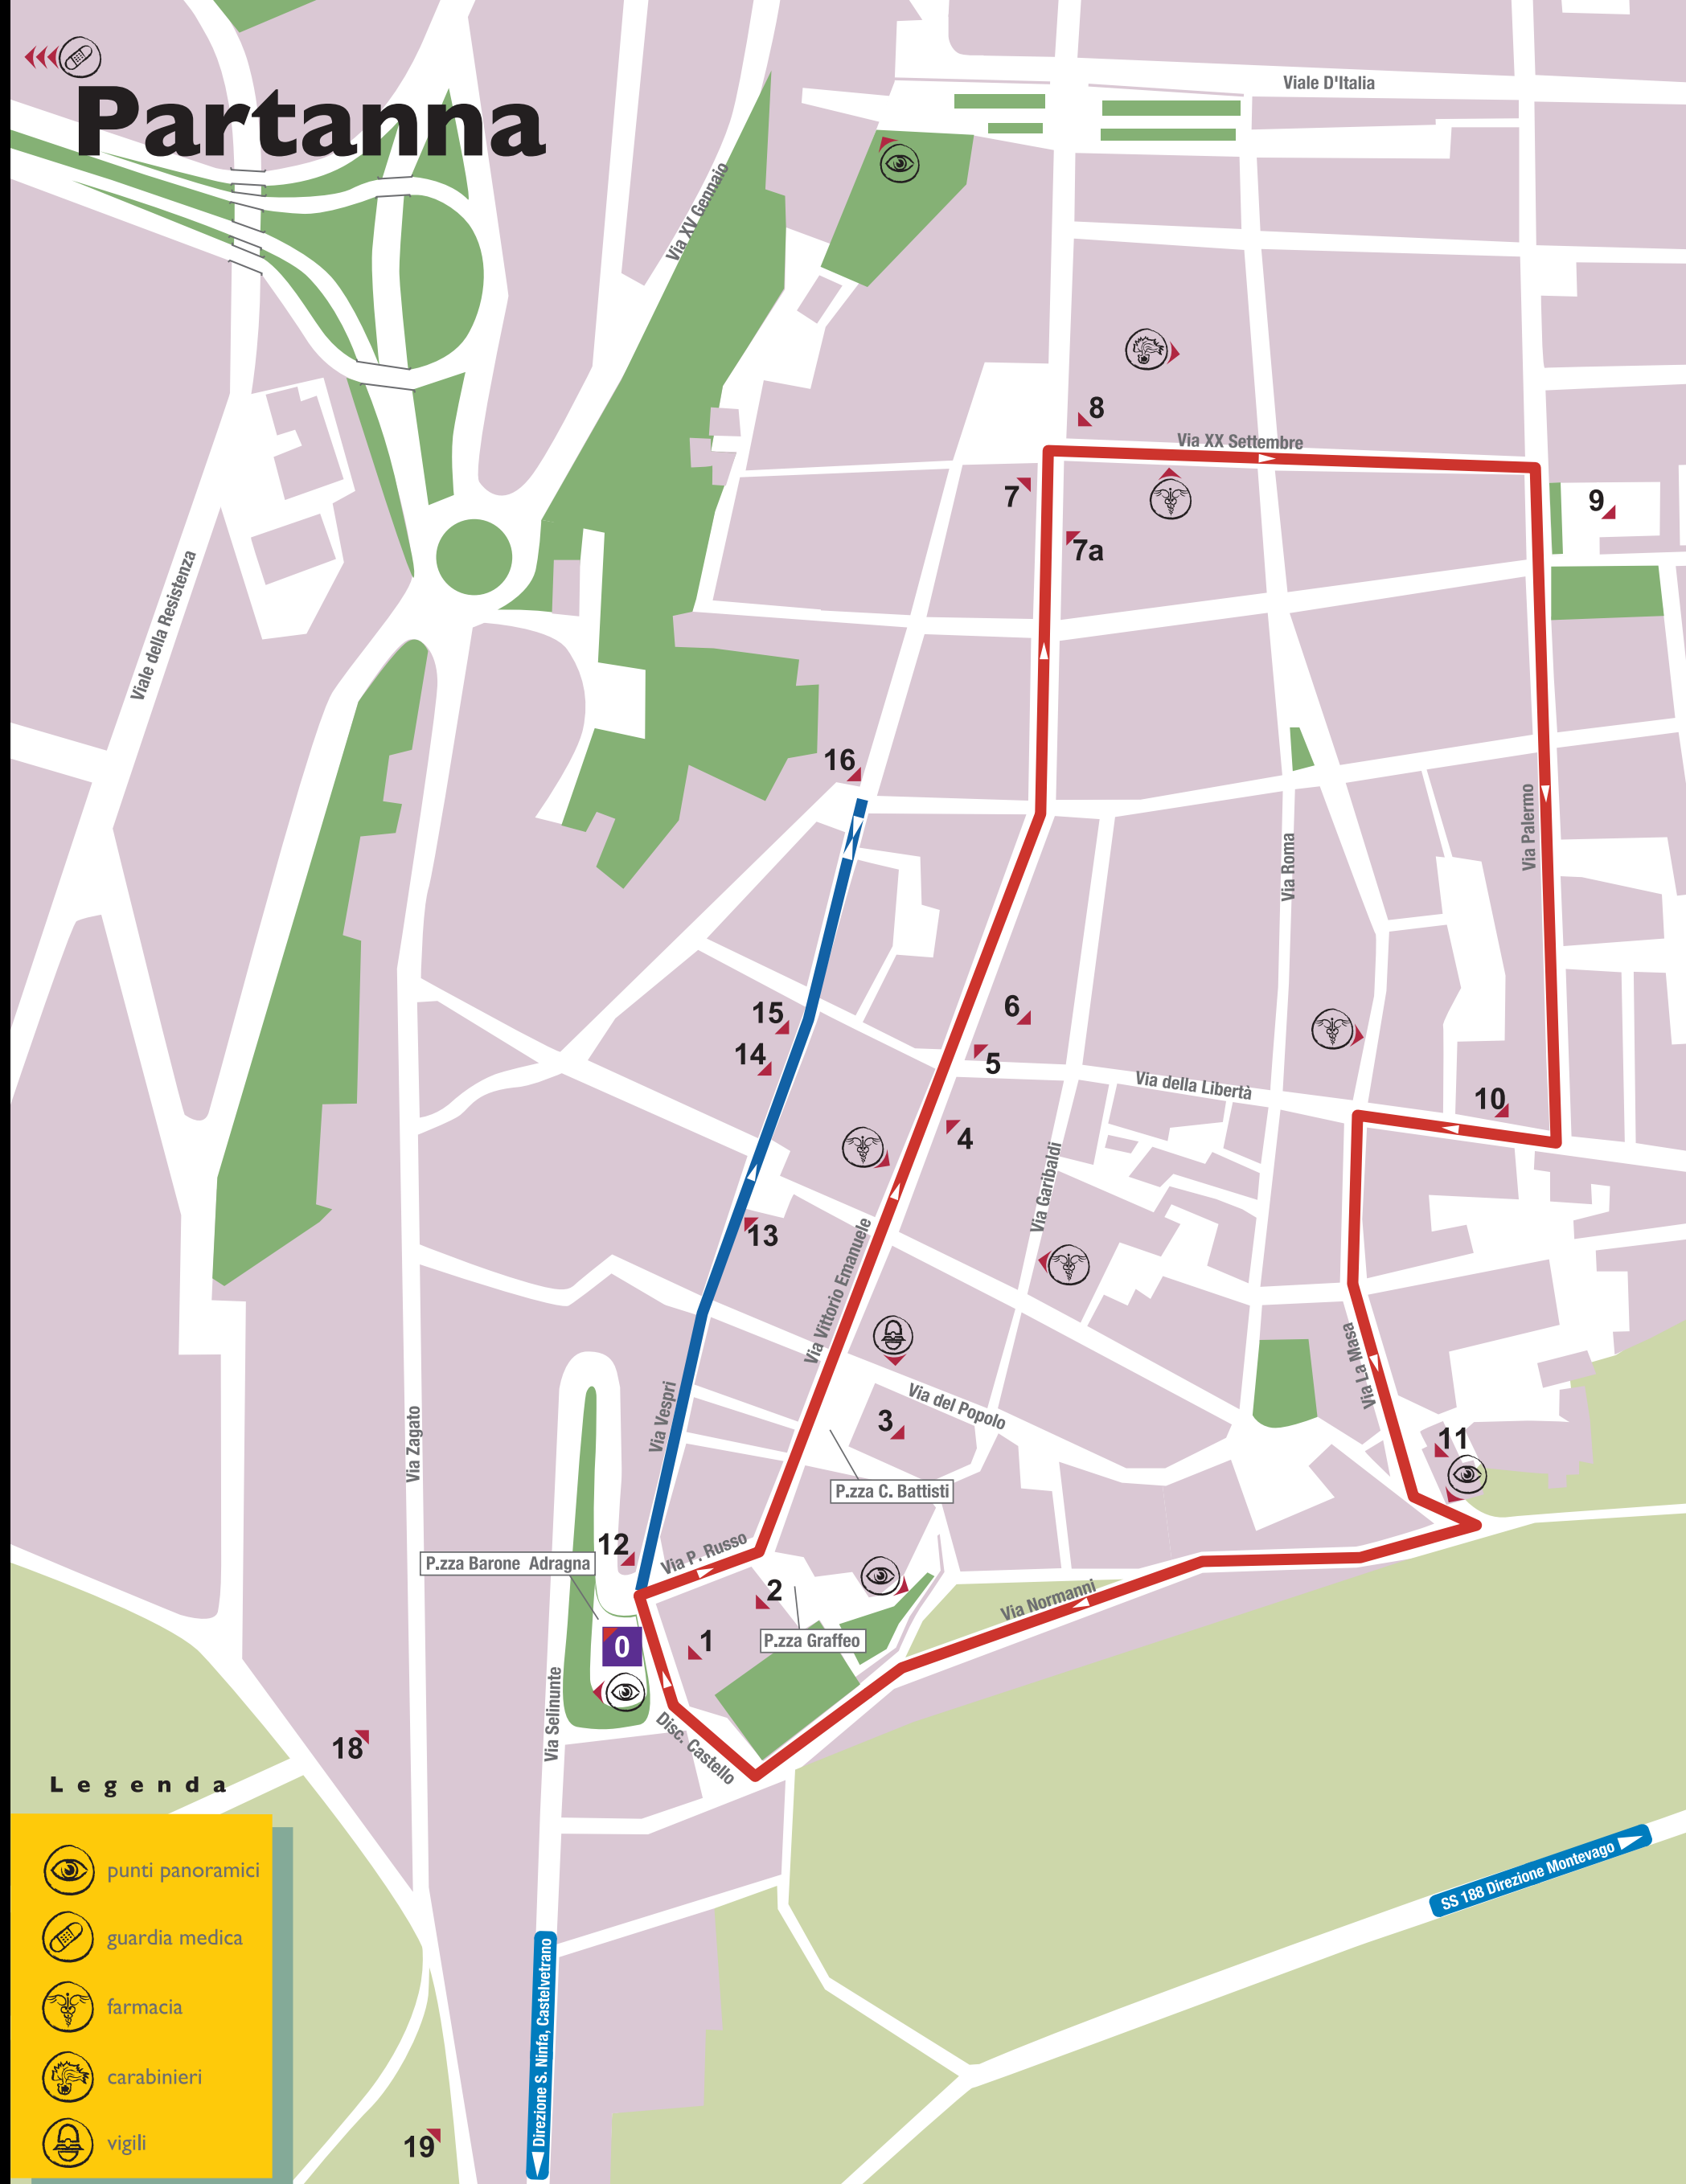 Partanna
Viale D'Italia
Via XV Gennaio
8
Via XX Settembre
7
9
7a
Viale della Resistenza
16
Via Palermo
Via Roma
6
15
14
5
Via della Libertà
10
4
Via Garibaldi
13
Via Vittorio Emanuele
Via La Masa
Via Vespri
Via del Popolo
3
11
Via Zagato
P.zza C. Battisti
12
Via P. Russo
P.zza Barone Adragna
2
Via Normanni
1
P.zza Graffeo
0
Via Selinunte
Disc. Castello
18
Legenda
punti panoramici
guardia medica
farmacia
carabinieri
vigili
SS 188 Direzione Montevago
Direzione S. Ninfa, Castelvetrano
19